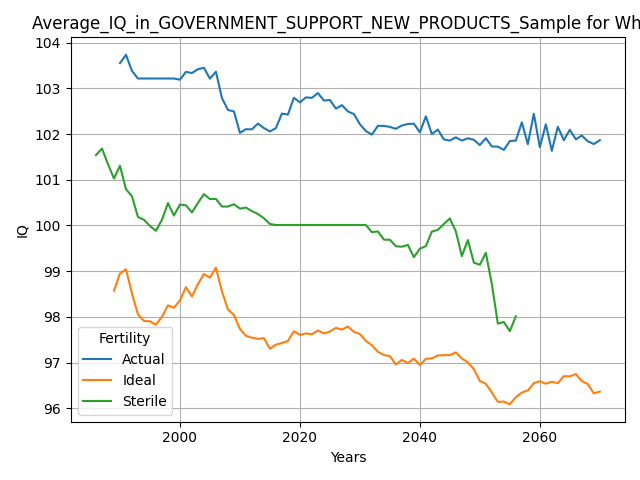 Average_IQ_in_GOVERNMENT_SUPPORT_NEW_PRODUCTS_Sample for Wh
104
103
102
101
100
99
98
97
96
IQ
Fertility
Actual
Ideal
Sterile
2000
2020
2040
2060
Years